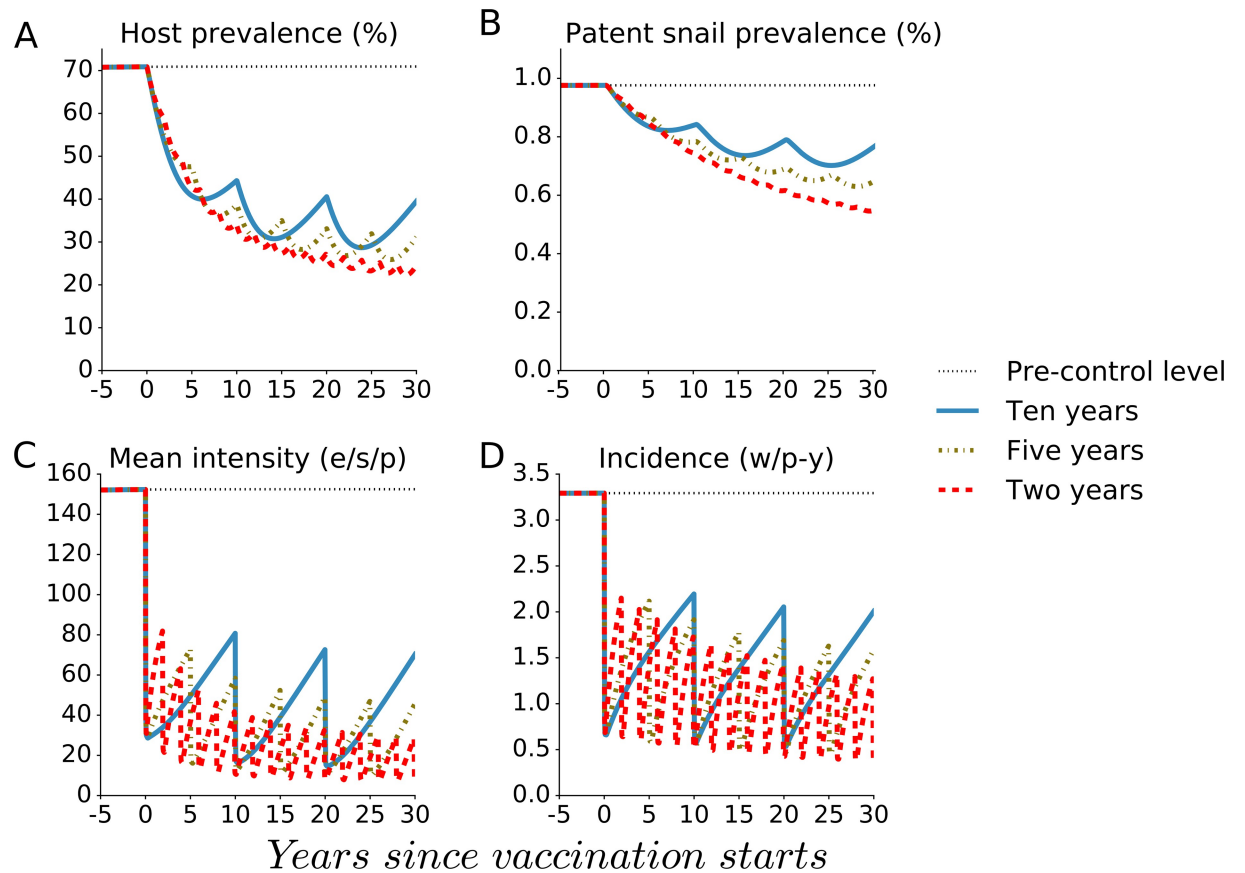 A Host prevalence (%)
70
60
50
40
30
20
10
0
-5 0 5 10 15 20 25 30
B Patent snail prevalence (%)
1.0
0.8
0.6
0.4
0.2
0.0
-5 0 5 10 15 20 25 30
Pre-control level
Ten years
Five years
Two years
C Mean intensity (e/s/p)
160
140
120
100
80
60
40
20
0
-5 0 5 10 15 20 25 30
D Incidence (w/p-y)
3.5
3.0
2.5
2.0
1.5
1.0
0.5
0.0
-5 0 5 10 15 20 25 30
Years since vaccination starts